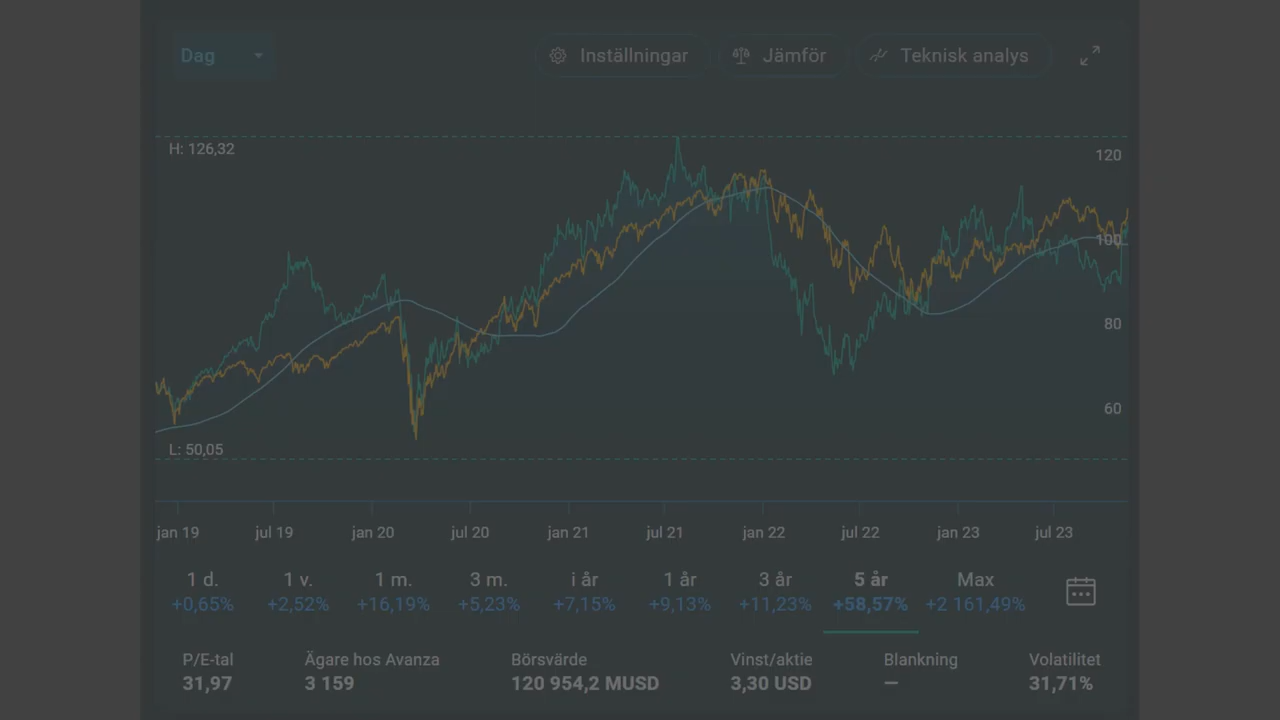 Dag
Inställningar
Jämför
Teknisk analys
H: 126,32
120
100
80
60
L: 50,05
jan 19 jul 19 jan 20 jul 20 jan 21 jul 21 jan 22 jul 22 jan 23 jul 23
1 d. 1 v. 1 m. 3 m. i år 1 år 3 år 5 år Max
+0,65% +2,52% +16,19% +5,23% +7,15% +9,13% +11,23% +58,57% +2 161,49%
P/E-tal Ägare hos Avanza Börsvärde Vinst/aktie Blankning Volatilitet
31,97 3 159 120 954,2 MUSD 3,30 USD – 31,71%